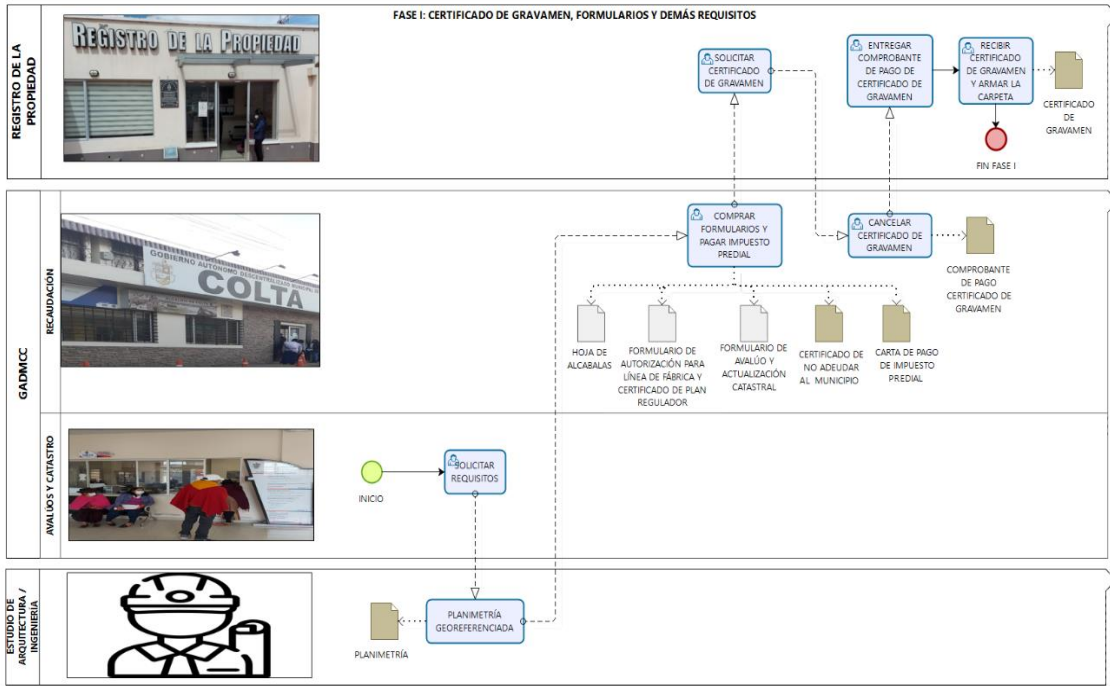 FASE I: CERTIFICADO DE GRAVAMEN, FORMULARIOS Y DEMÁS REQUISITOS
REGISTRO DE LA
PROPIEDAD
REGISTRO DE LA PROPIEDAD
SOLICITAR
CERTIFICADO
DE GRAVAMEN
ENTREGAR
COMPROBANTE
DE PAGO DE
CERTIFICADO DE
GRAVAMEN
RECIBIR
CERTIFICADO
DE GRAVAMEN
Y ARMAR LA
CARPETA
CERTIFICADO
DE
GRAVAMEN
FIN FASE I
GADMCC
RECAUDACIÓN
GOBIERNO AUTÓNOMO DESCENTRALIZADO MUNICIPAL
COLTA
COMPRAR
FORMULARIOS Y
PAGAR IMPUESTO
PREDIAL
CANCELAR
CERTIFICADO DE
GRAVAMEN
COMPROBANTE
DE PAGO
CERTIFICADO DE
GRAVAMEN
HOJA DE
ALCABALAS
FORMULARIO DE
AUTORIZACIÓN PARA
LÍNEA DE FÁBRICA Y
CERTIFICADO DE PLAN
REGULADOR
FORMULARIO DE
AVALÚO Y
ACTUALIZACIÓN
CATASTRAL
CERTIFICADO DE
NO ADEUDAR
AL MUNICIPIO
CARTA DE PAGO
DE IMPUESTO
PREDIAL
AVALÚOS Y CATASTRO
INICIO
SOLICITAR
REQUISITOS
ESTUDIO DE
ARQUITECTURA /
INGENIERÍA
PLANIMETRÍA
PLANIMETRÍA
GEOREFERENCIADA